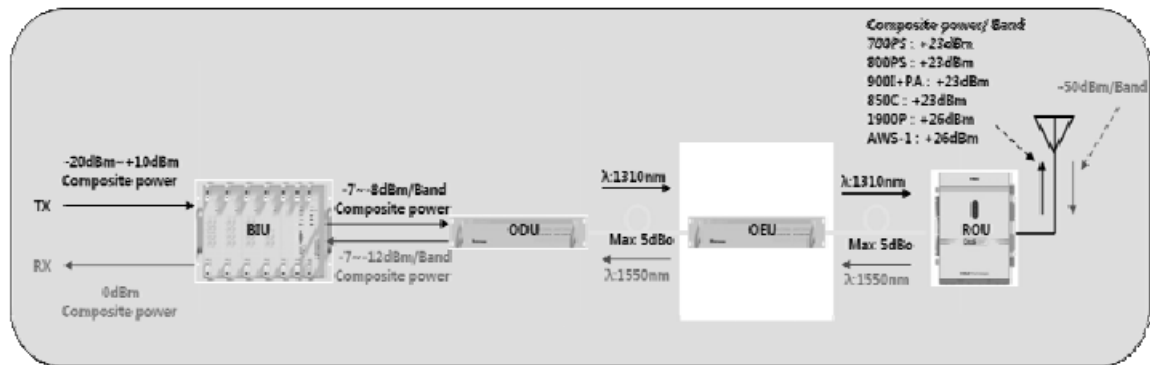 Composite power/ Band
700PS : +23dBm
800PS : +23dBm
900I+P.A : +23dBm
850C : +23dBm
1900P : +26dBm
AWS-1 : +26dBm
-50dBm/Band
-20dBm~+10dBm
Composite power
TX
BIU
RX
0dBm
Composite power
-7~-8dBm/Band
Composite power
-7~-12dBm/Band
Composite power
ODU
λ:1310nm
Max 5dBo
λ:1550nm
OEU
λ:1310nm
Max 5dBo
λ:1550nm
ROU